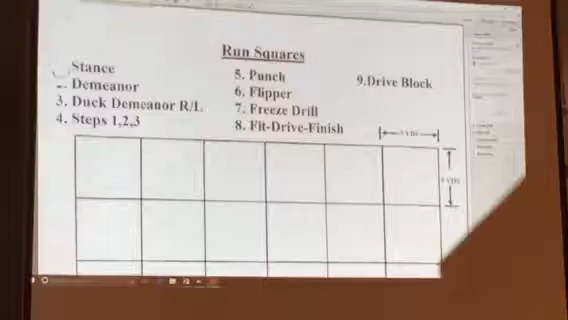 Run Squares
Stance
Demeanor
3. Duck Demeanor R/L
4. Steps 1,2,3
5. Punch
6. Flipper
7. Freeze Drill
8. Fit-Drive-Finish
9.Drive Block